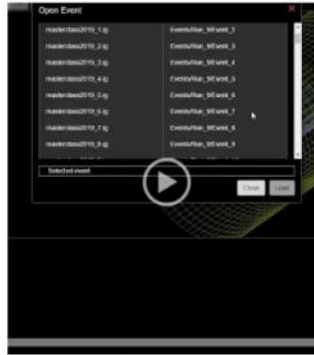 Open Event
masterclass2019_1.ig Events/Run_9/Event_2
masterclass2019_2.ig Events/Run_9/Event_3
masterclass2019_3.ig Events/Run_9/Event_4
masterclass2019_4.ig Events/Run_9/Event_5
masterclass2019_5.ig Events/Run_9/Event_6
masterclass2019_6.ig Events/Run_9/Event_7
masterclass2019_7.ig Events/Run_9/Event_8
masterclass2019_8.ig Events/Run_9/Event_9
Selected event
Close Load